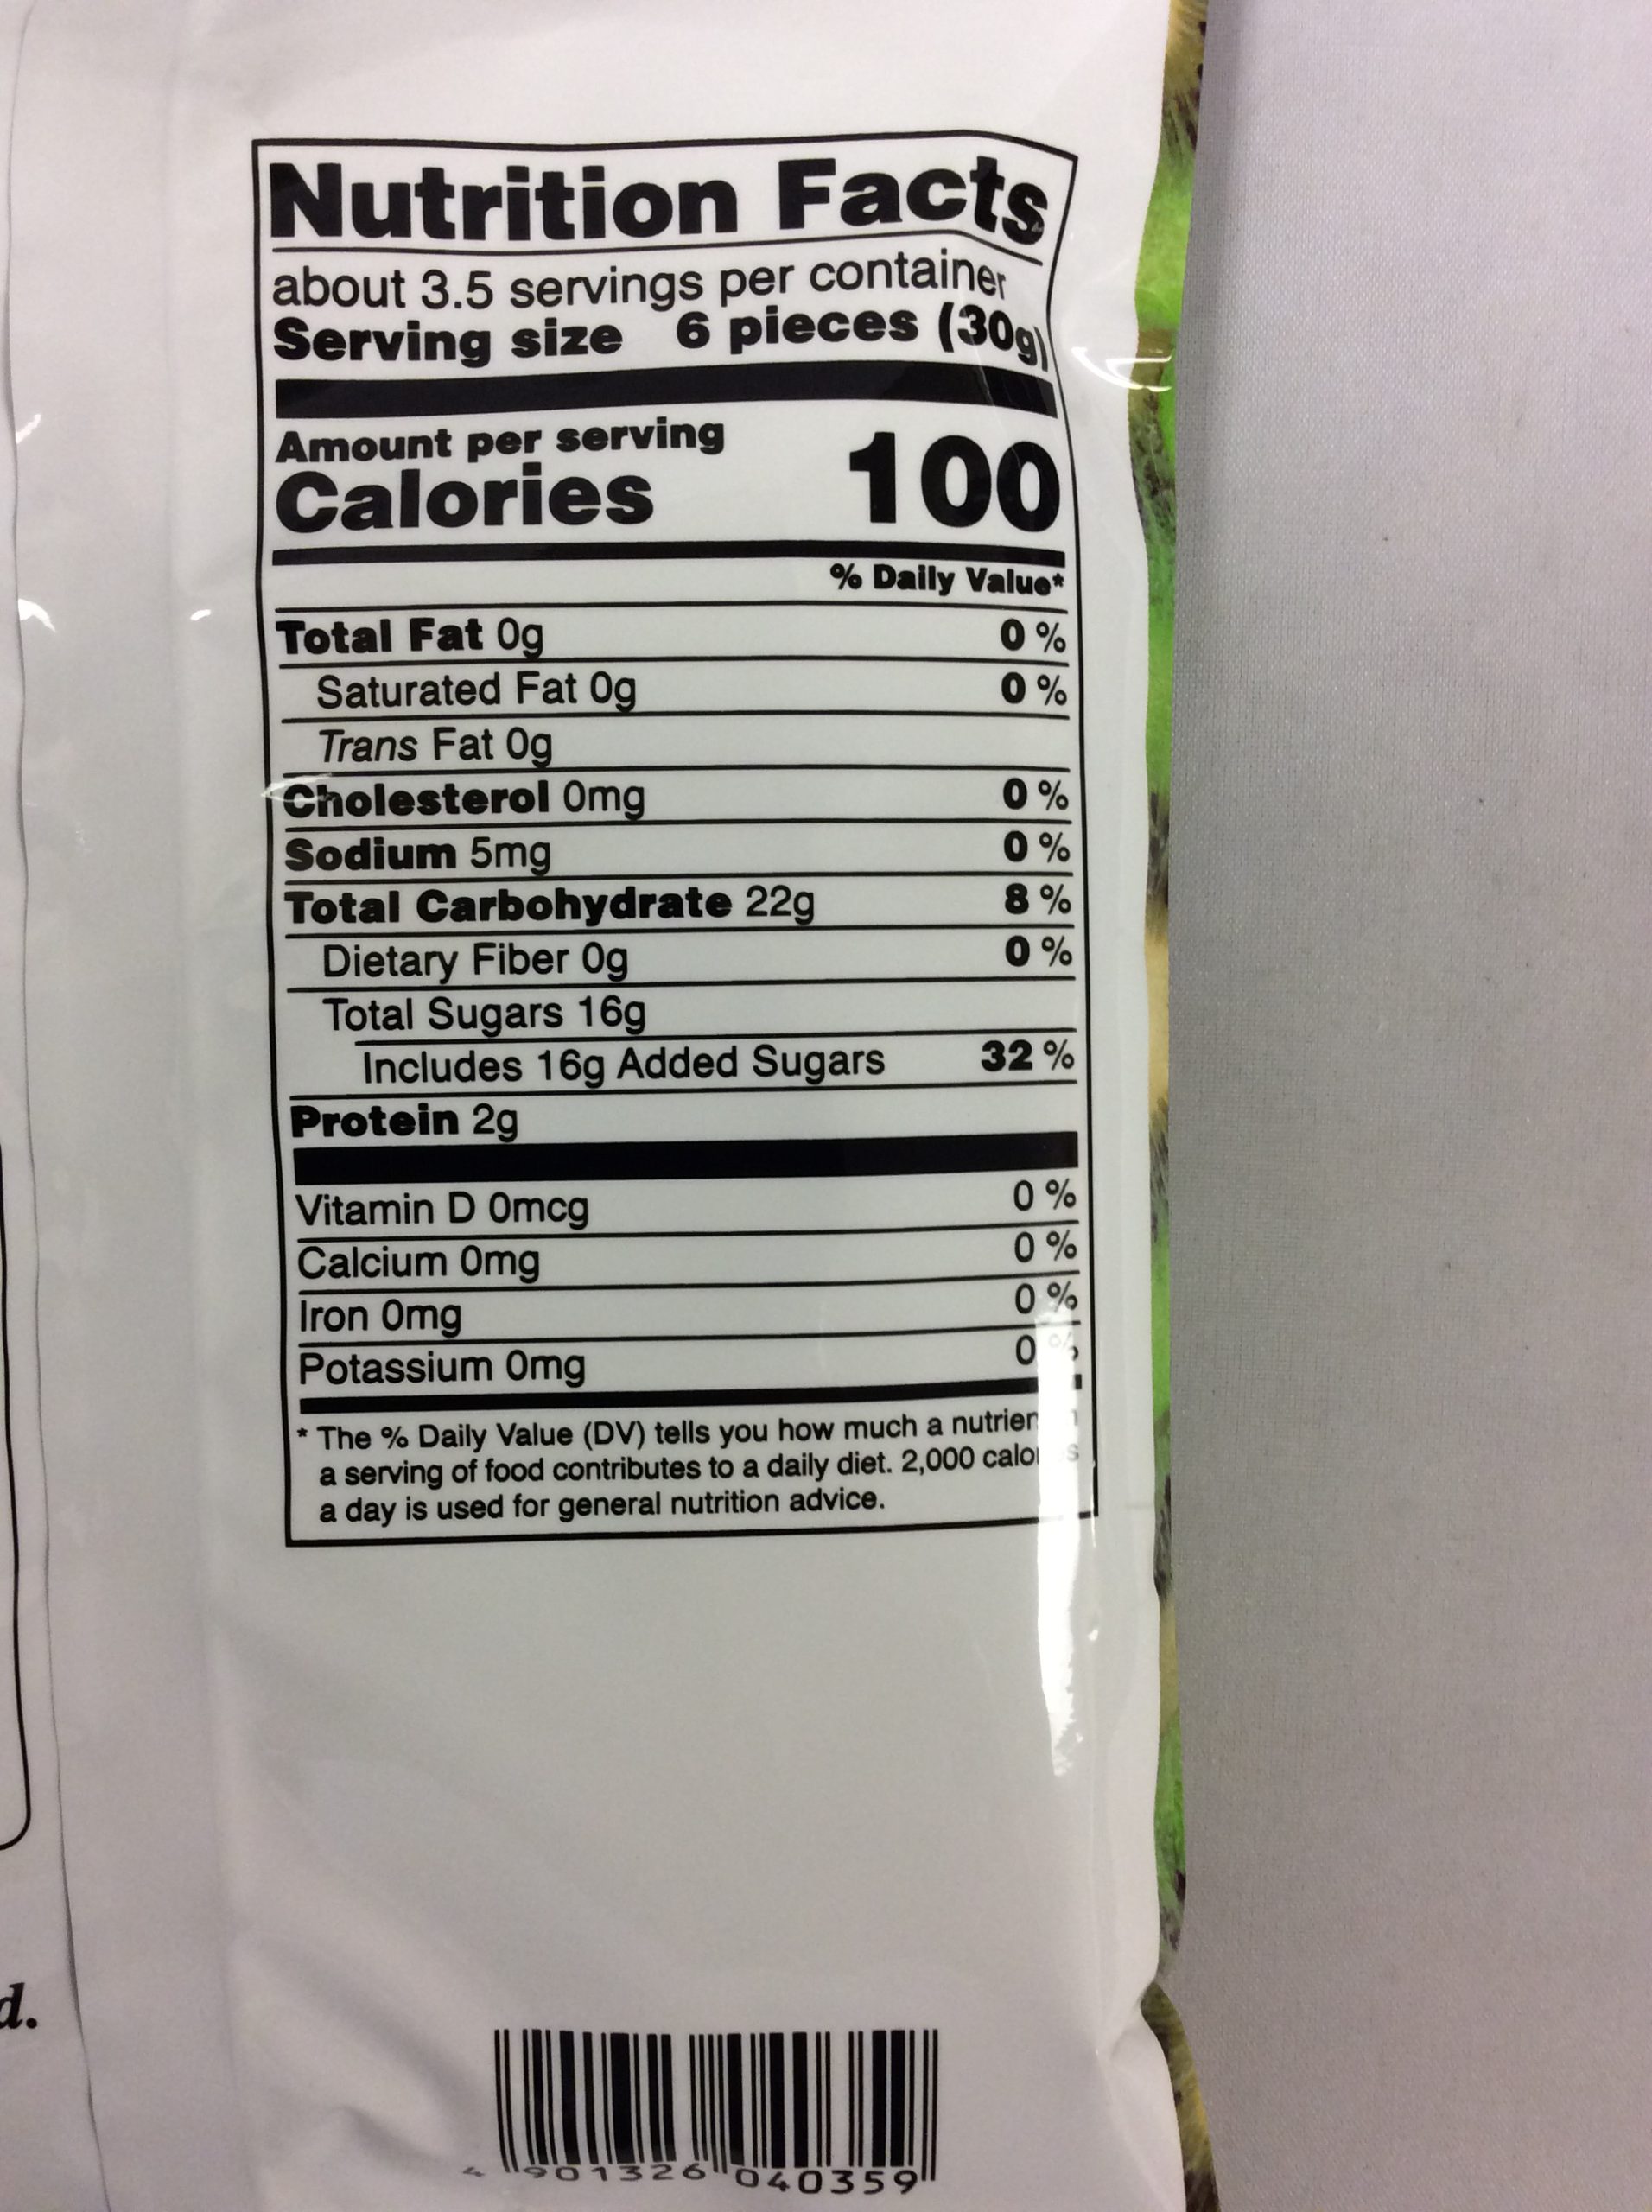 Nutrition Facts
about 3.5 servings per container
Serving size 6 pieces (30g)
Amount per serving
Calories 100
% Daily Value*
Total Fat 0g 0 %
Saturated Fat 0g 0 %
Trans Fat 0g
Cholesterol 0mg 0 %
Sodium 5mg 0 %
Total Carbohydrate 22g 8 %
Dietary Fiber 0g 0 %
Total Sugars 16g
Includes 16g Added Sugars 32 %
Protein 2g
Vitamin D 0mcg 0 %
Calcium 0mg 0 %
Iron 0mg 0 %
Potassium 0mg 0 %
* The % Daily Value (DV) tells you how much a
a serving of food contributes to a daily diet. 2,000
a day is used for general nutrition advice.
d.
4 901326 040359